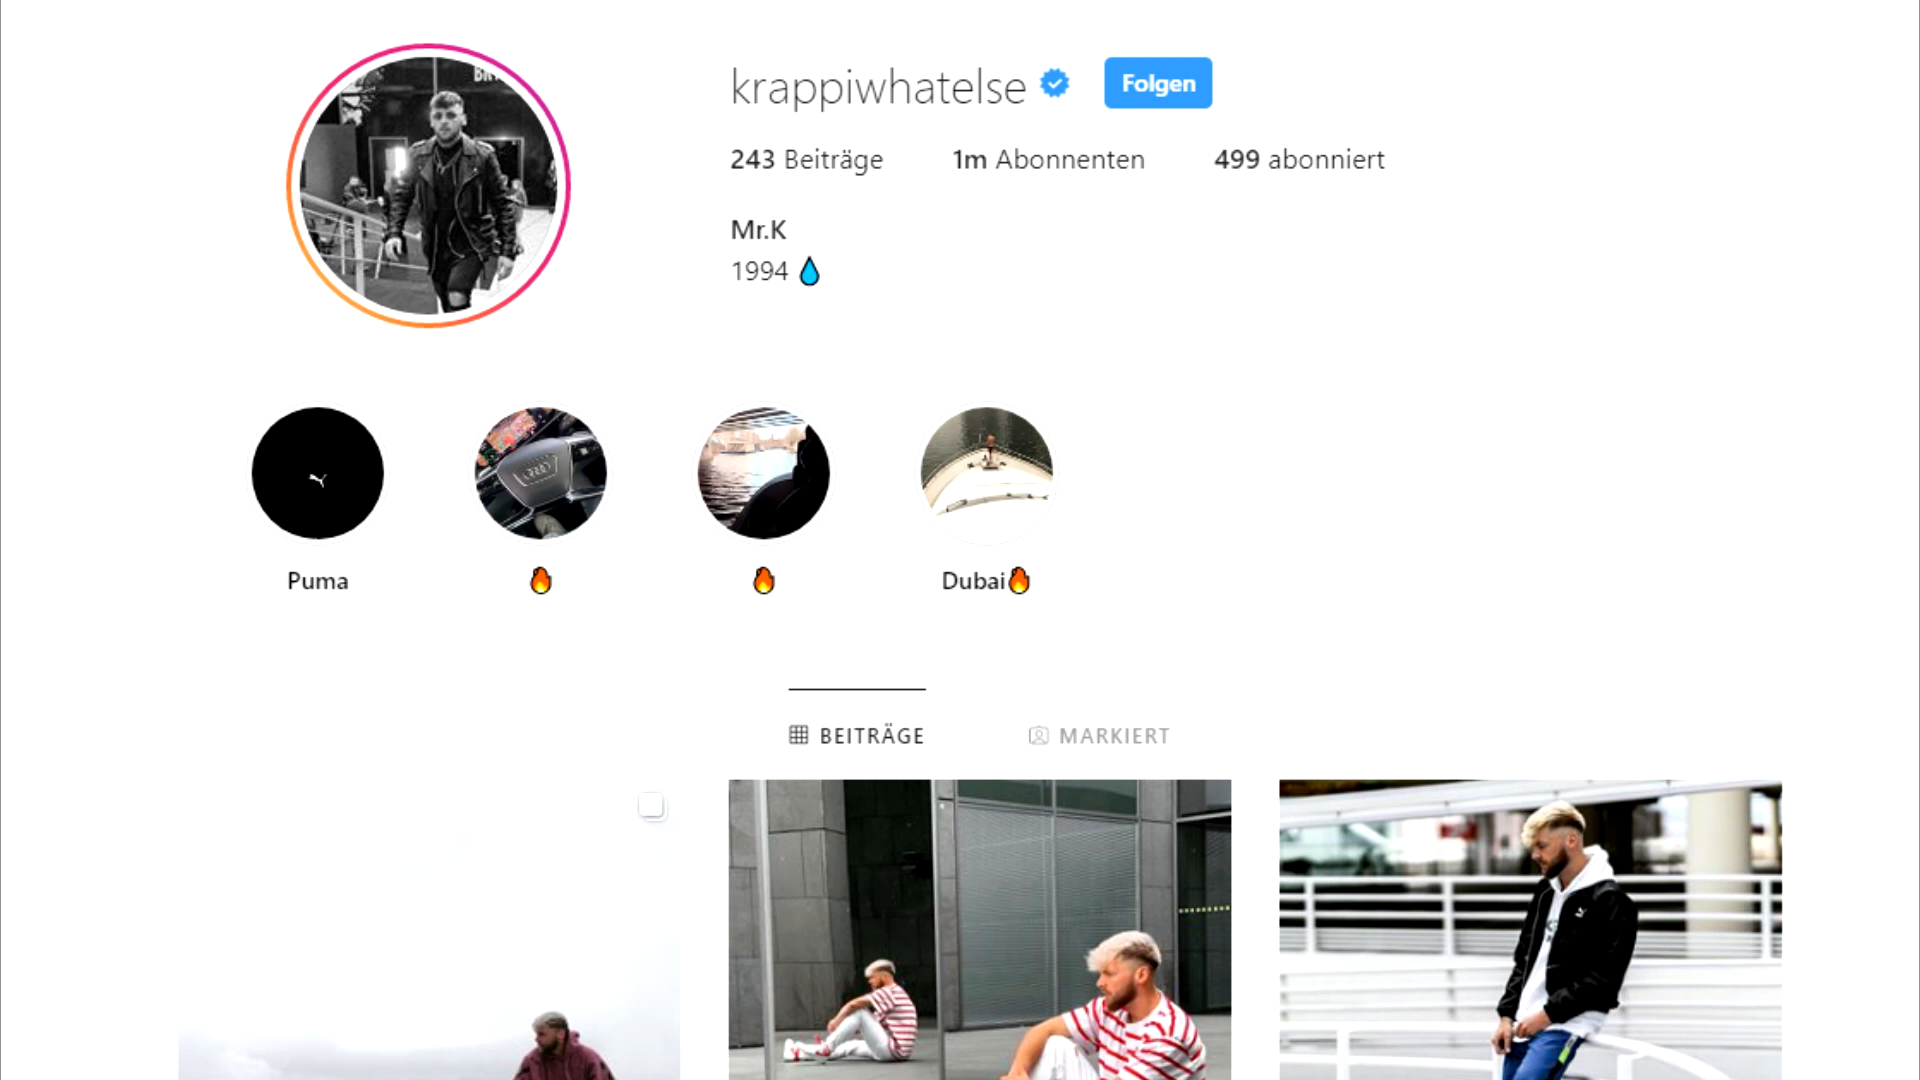 krappiwhatelse Folgen
243 Beiträge 1m Abonnenten 499 abonniert
Mr.K
1994 💧
Puma 🔥 🔥 Dubai🔥
BEITRÄGE MARKIERT